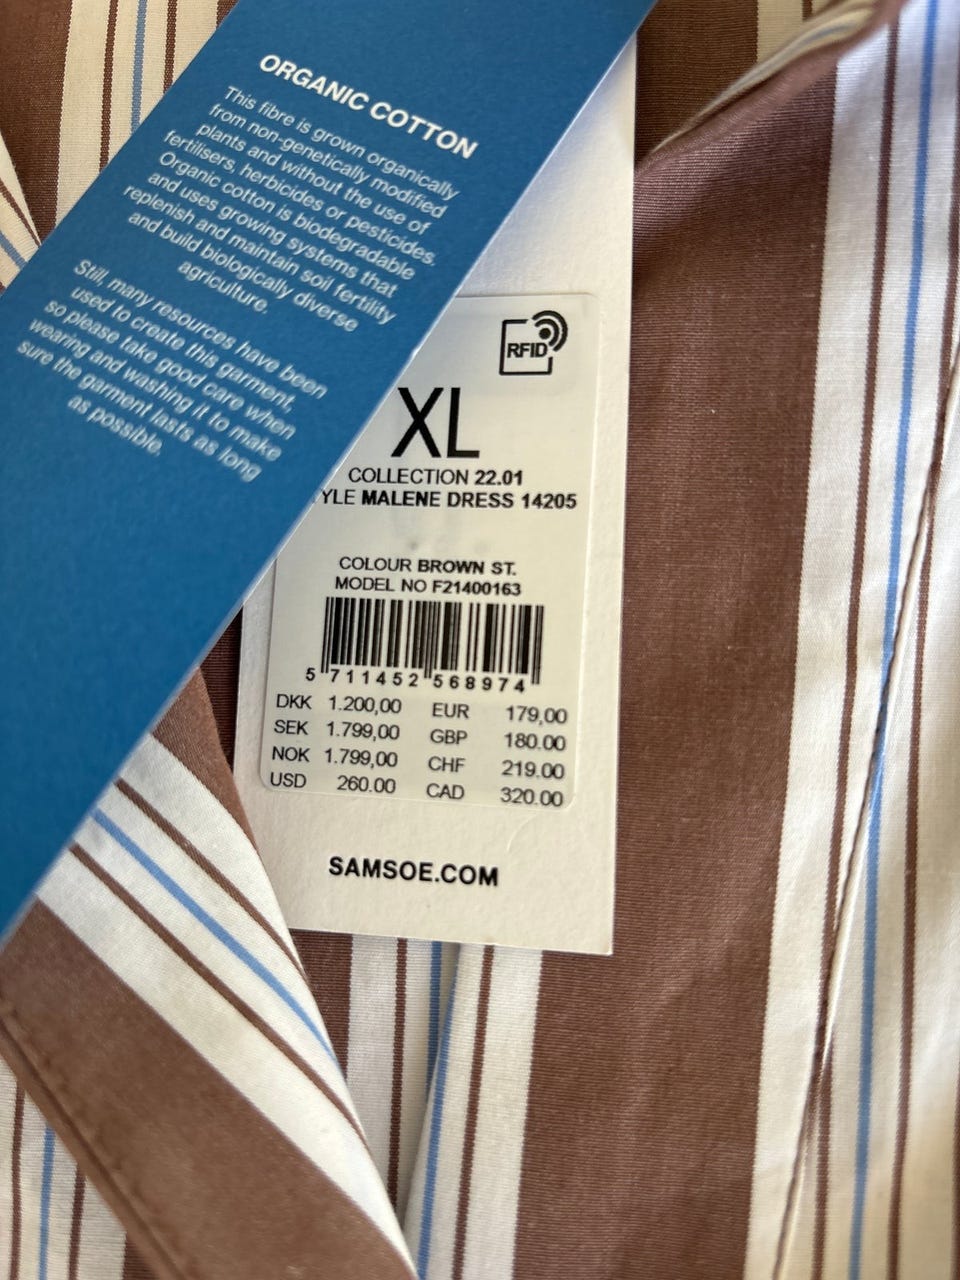 ORGANIC COTTON
This fibre is grown organically
from non-genetically modified
plants and without the use of
fertilisers, herbicides or pesticides.
Organic cotton is biodegradable
and uses growing systems that
replenish and maintain soil fertility
and build biologically diverse
agriculture.
Still, many resources have been
used to create this garment,
so please take good care when
wearing and washing it to make
sure the garment lasts as long
as possible.
RFID
XL
COLLECTION 22.01
YLE MALENE DRESS 14205
COLOUR BROWN ST.
MODEL NO F21400163
5 711452 568974
DKK 1.200,00 EUR 179,00
SEK 1.799,00 GBP 180.00
NOK 1.799,00 CHF 219.00
USD 260.00 CAD 320.00
SAMSOE.COM